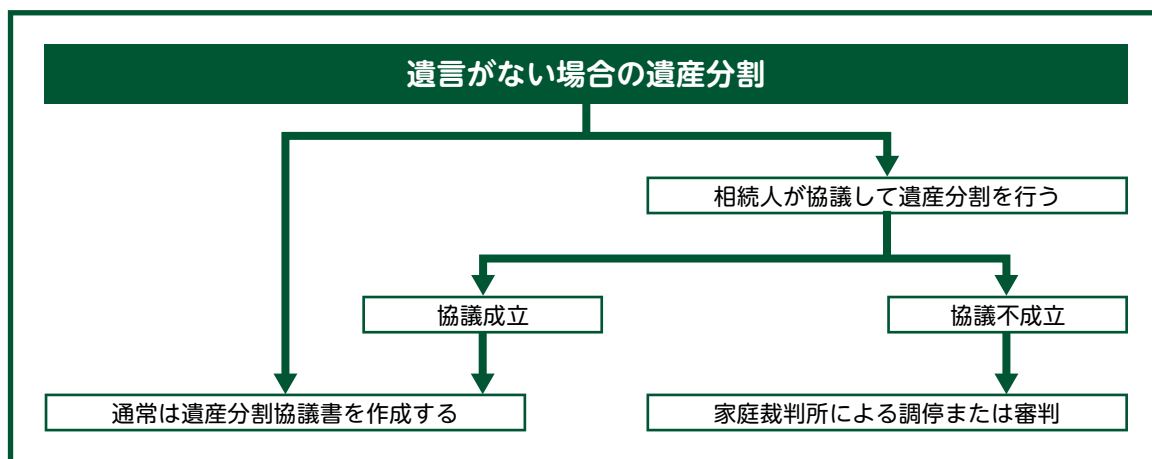 遺言がない場合の遺産分割
相続人が協議して遺産分割を行う
協議成立
協議不成立
通常は遺産分割協議書を作成する
家庭裁判所による調停または審判